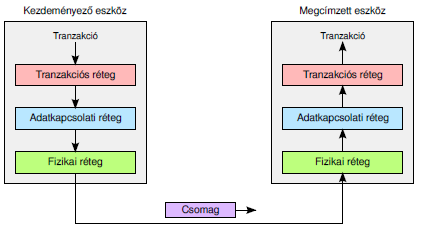 Kezdeményező eszköz
Tranzakció
Tranzakciós réteg
Adatkapcsolati réteg
Fizikai réteg
Megcímzett eszköz
Tranzakció
Tranzakciós réteg
Adatkapcsolati réteg
Fizikai réteg
Csomag